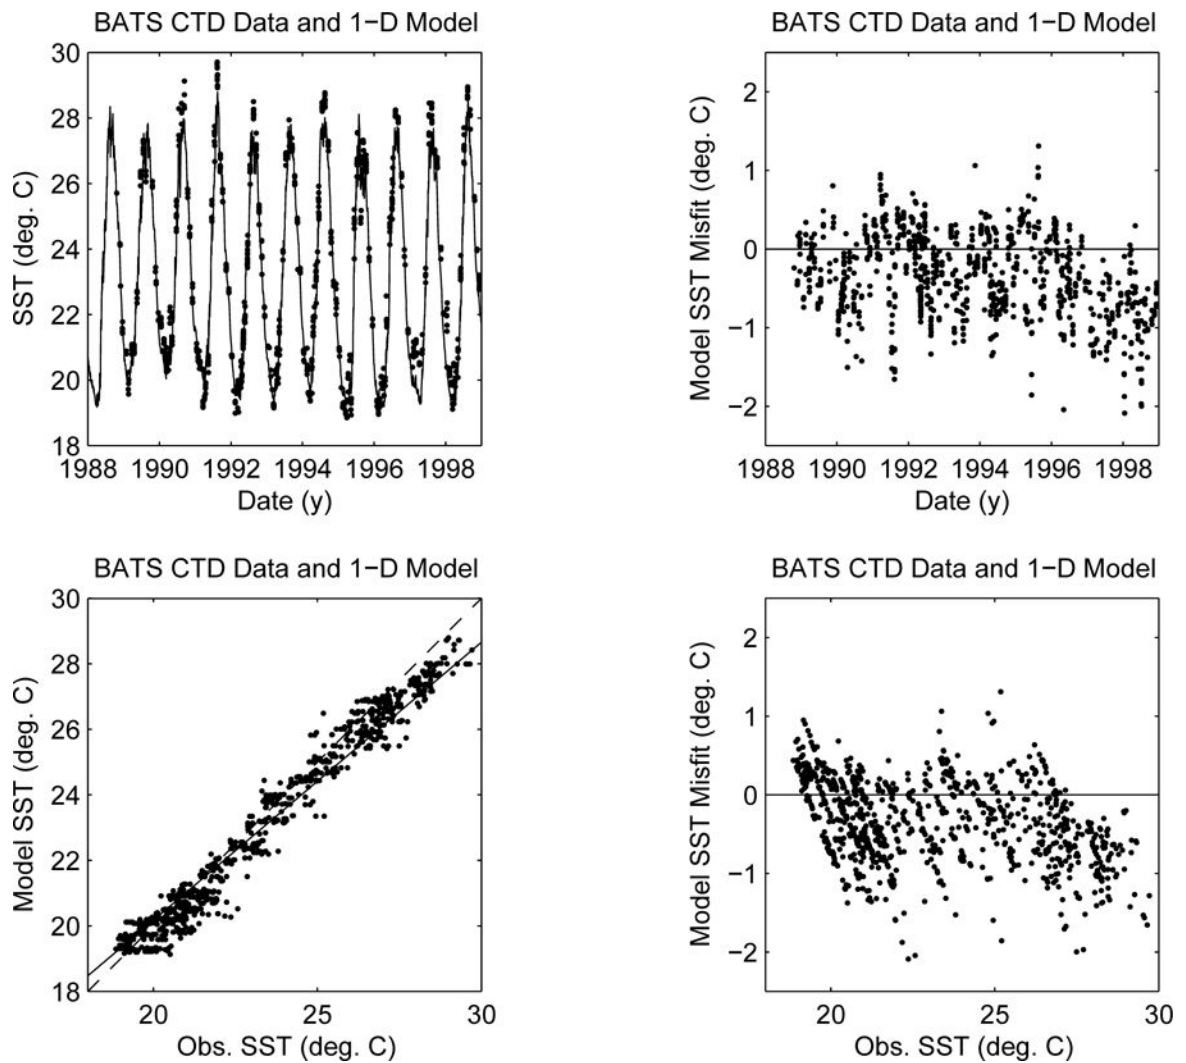 BATS CTD Data and 1−D Model
30
28
26
24
22
20
18
SST (deg. C)
1988 1990 1992 1994 1996 1998
Date (y)
BATS CTD Data and 1−D Model
2
1
0
−1
−2
Model SST Misfit (deg. C)
1988 1990 1992 1994 1996 1998
Date (y)
BATS CTD Data and 1−D Model
30
28
26
24
22
20
18
Model SST (deg. C)
20 25 30
Obs. SST (deg. C)
BATS CTD Data and 1−D Model
2
1
0
−1
−2
Model SST Misfit (deg. C)
20 25 30
Obs. SST (deg. C)